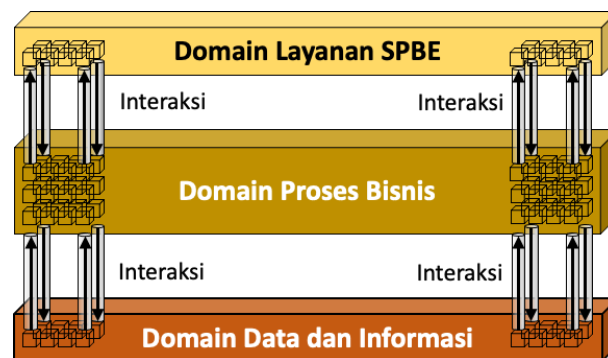 Domain Layanan SPBE
Interaksi
Interaksi
Domain Proses Bisnis
Interaksi
Interaksi
Domain Data dan Informasi